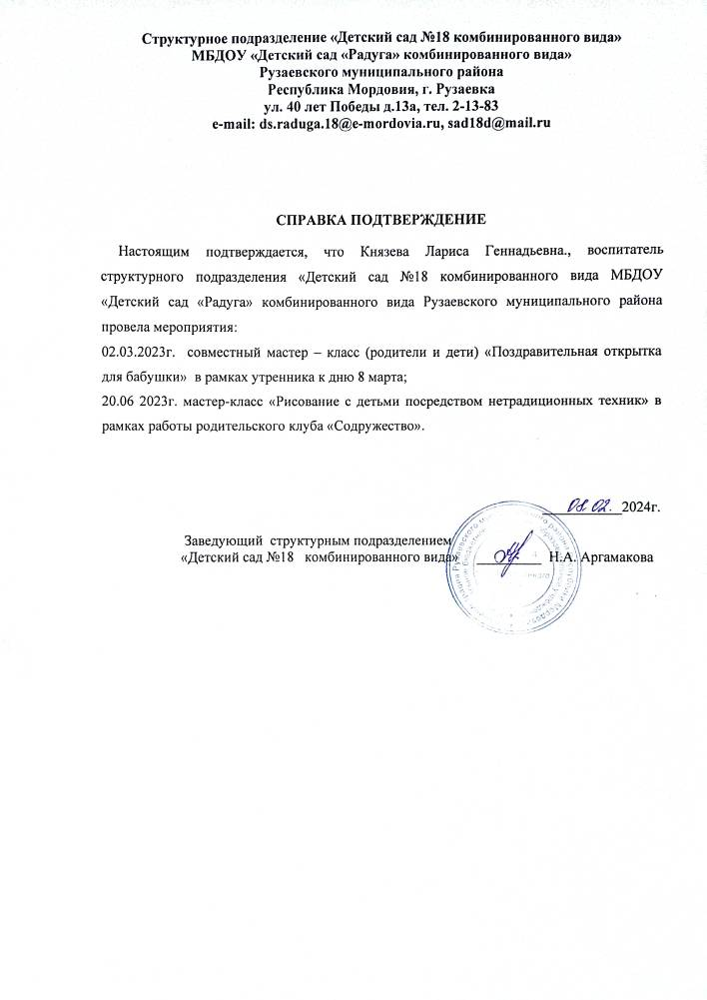 Структурное подразделение «Детский сад №18 комбинированного вида»
МБДОУ «Детский сад «Радуга» комбинированного вида»
Рузаевского муниципального района
Республика Мордовия, г. Рузаевка
ул. 40 лет Победы д.13а, тел. 2-13-83
e-mail: ds.raduga.18@e-mordovia.ru, sad18d@mail.ru
СПРАВКА ПОДТВЕРЖДЕНИЕ
Настоящим подтверждается, что Князева Лариса Геннадьевна., воспитатель
структурного подразделения «Детский сад №18 комбинированного вида МБДОУ
«Детский сад «Радуга» комбинированного вида Рузаевского муниципального района
провела мероприятия:
02.03.2023г. совместный мастер – класс (родители и дети) «Поздравительная открытка
для бабушки» в рамках утренника к дню 8 марта;
20.06 2023г. мастер-класс «Рисование с детьми посредством нетрадиционных техник» в
рамках работы родительского клуба «Содружество».
08.02. 2024г.
Заведующий структурным подразделением
«Детский сад №18 комбинированного вида» Н.А. Аргамакова